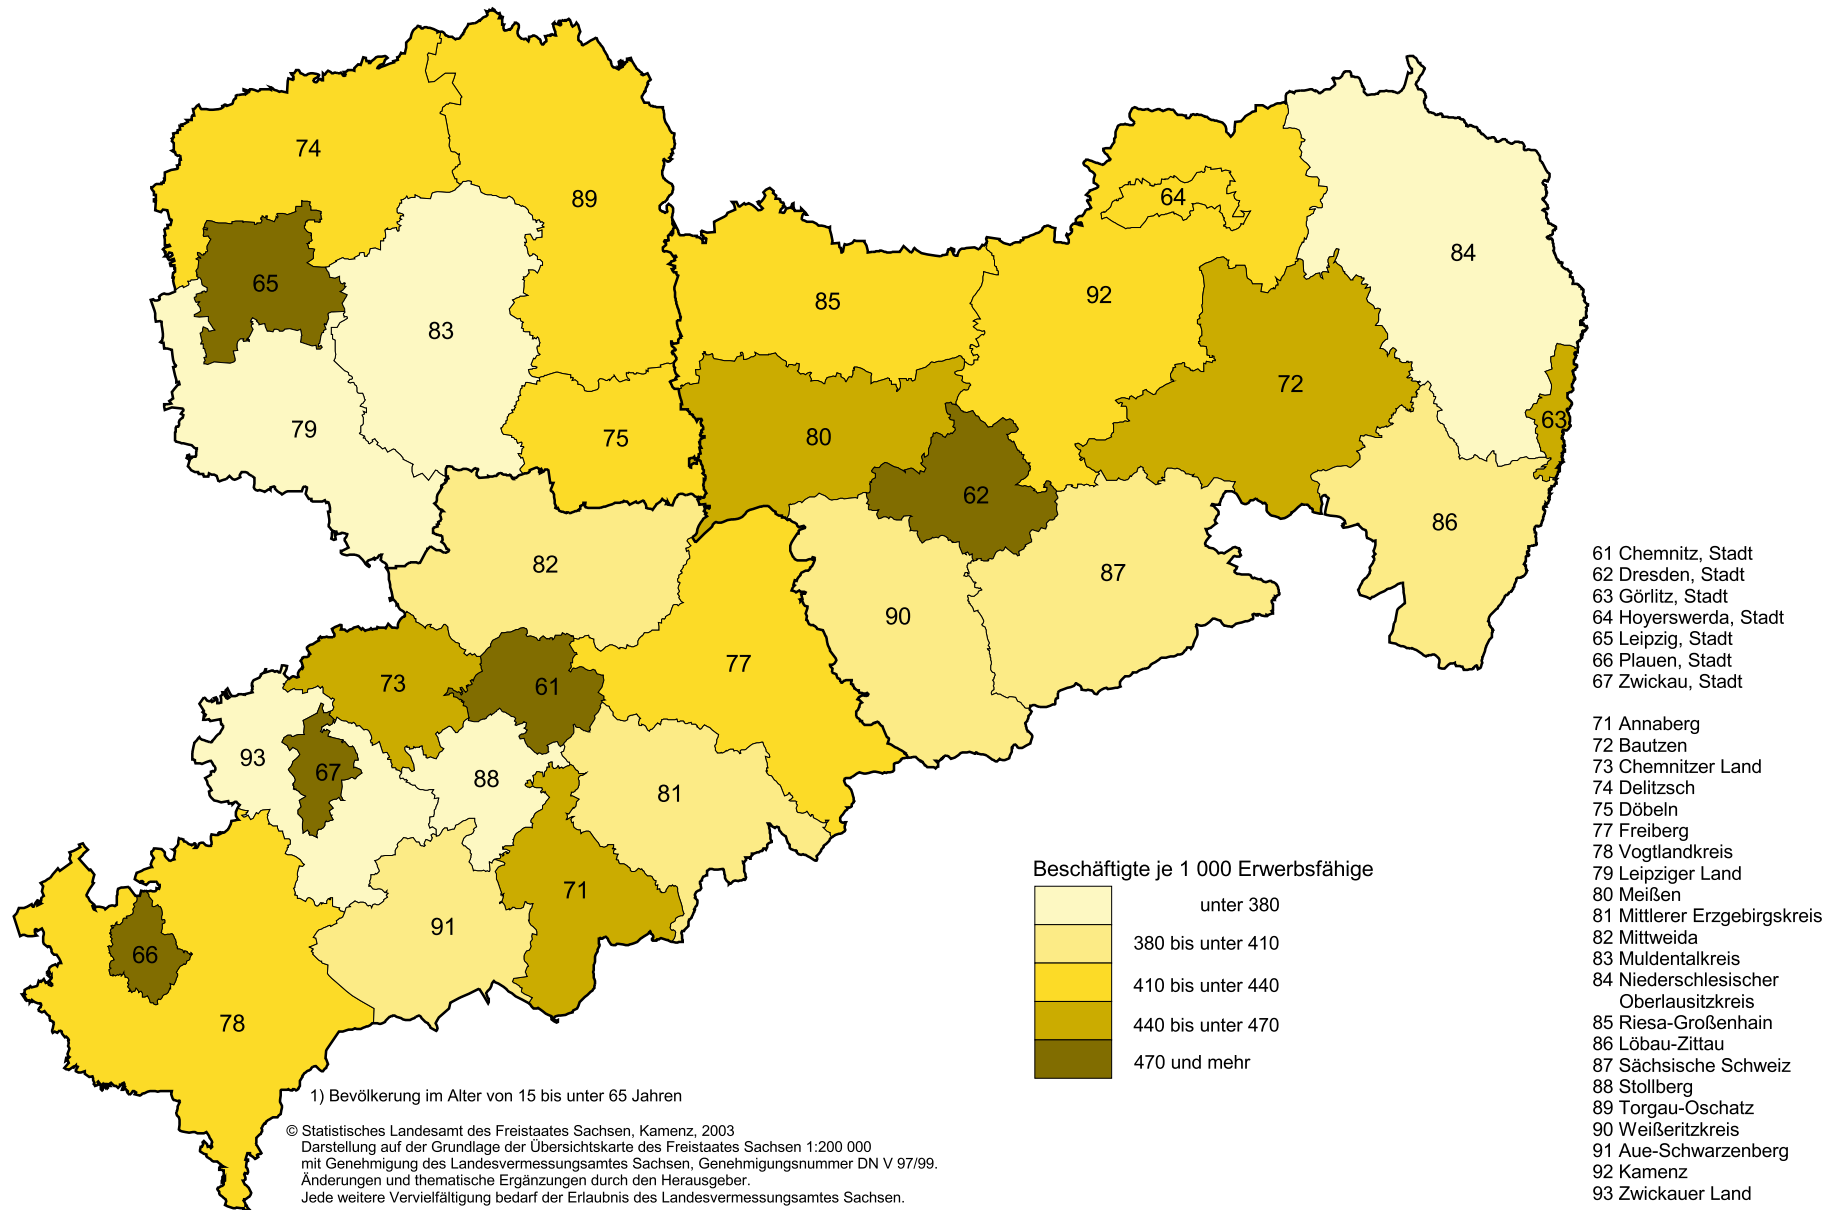 74
89
64
84
65
83
85
92
72
79
75
80
63
62
86
82
87
90
77
73
61
93
67
88
81
71
91
66
78
61 Chemnitz, Stadt
62 Dresden, Stadt
63 Görlitz, Stadt
64 Hoyerswerda, Stadt
65 Leipzig, Stadt
66 Plauen, Stadt
67 Zwickau, Stadt
71 Annaberg
72 Bautzen
73 Chemnitzer Land
74 Delitzsch
75 Döbeln
77 Freiberg
78 Vogtlandkreis
79 Leipziger Land
80 Meißen
81 Mittlerer Erzgebirgskreis
82 Mittweida
83 Muldentalkreis
84 Niederschlesischer
Oberlausitzkreis
85 Riesa-Großenhain
86 Löbau-Zittau
87 Sächsische Schweiz
88 Stollberg
89 Torgau-Oschatz
90 Weißeritzkreis
91 Aue-Schwarzenberg
92 Kamenz
93 Zwickauer Land
Beschäftigte je 1 000 Erwerbsfähige
unter 380
380 bis unter 410
410 bis unter 440
440 bis unter 470
470 und mehr
1) Bevölkerung im Alter von 15 bis unter 65 Jahren
© Statistisches Landesamt des Freistaates Sachsen, Kamenz, 2003
Darstellung auf der Grundlage der Übersichtskarte des Freistaates Sachsen 1:200 000
mit Genehmigung des Landesvermessungsamtes Sachsen, Genehmigungsnummer DN V 97/99.
Änderungen und thematische Ergänzungen durch den Herausgeber.
Jede weitere Vervielfältigung bedarf der Erlaubnis des Landesvermessungsamtes Sachsen.